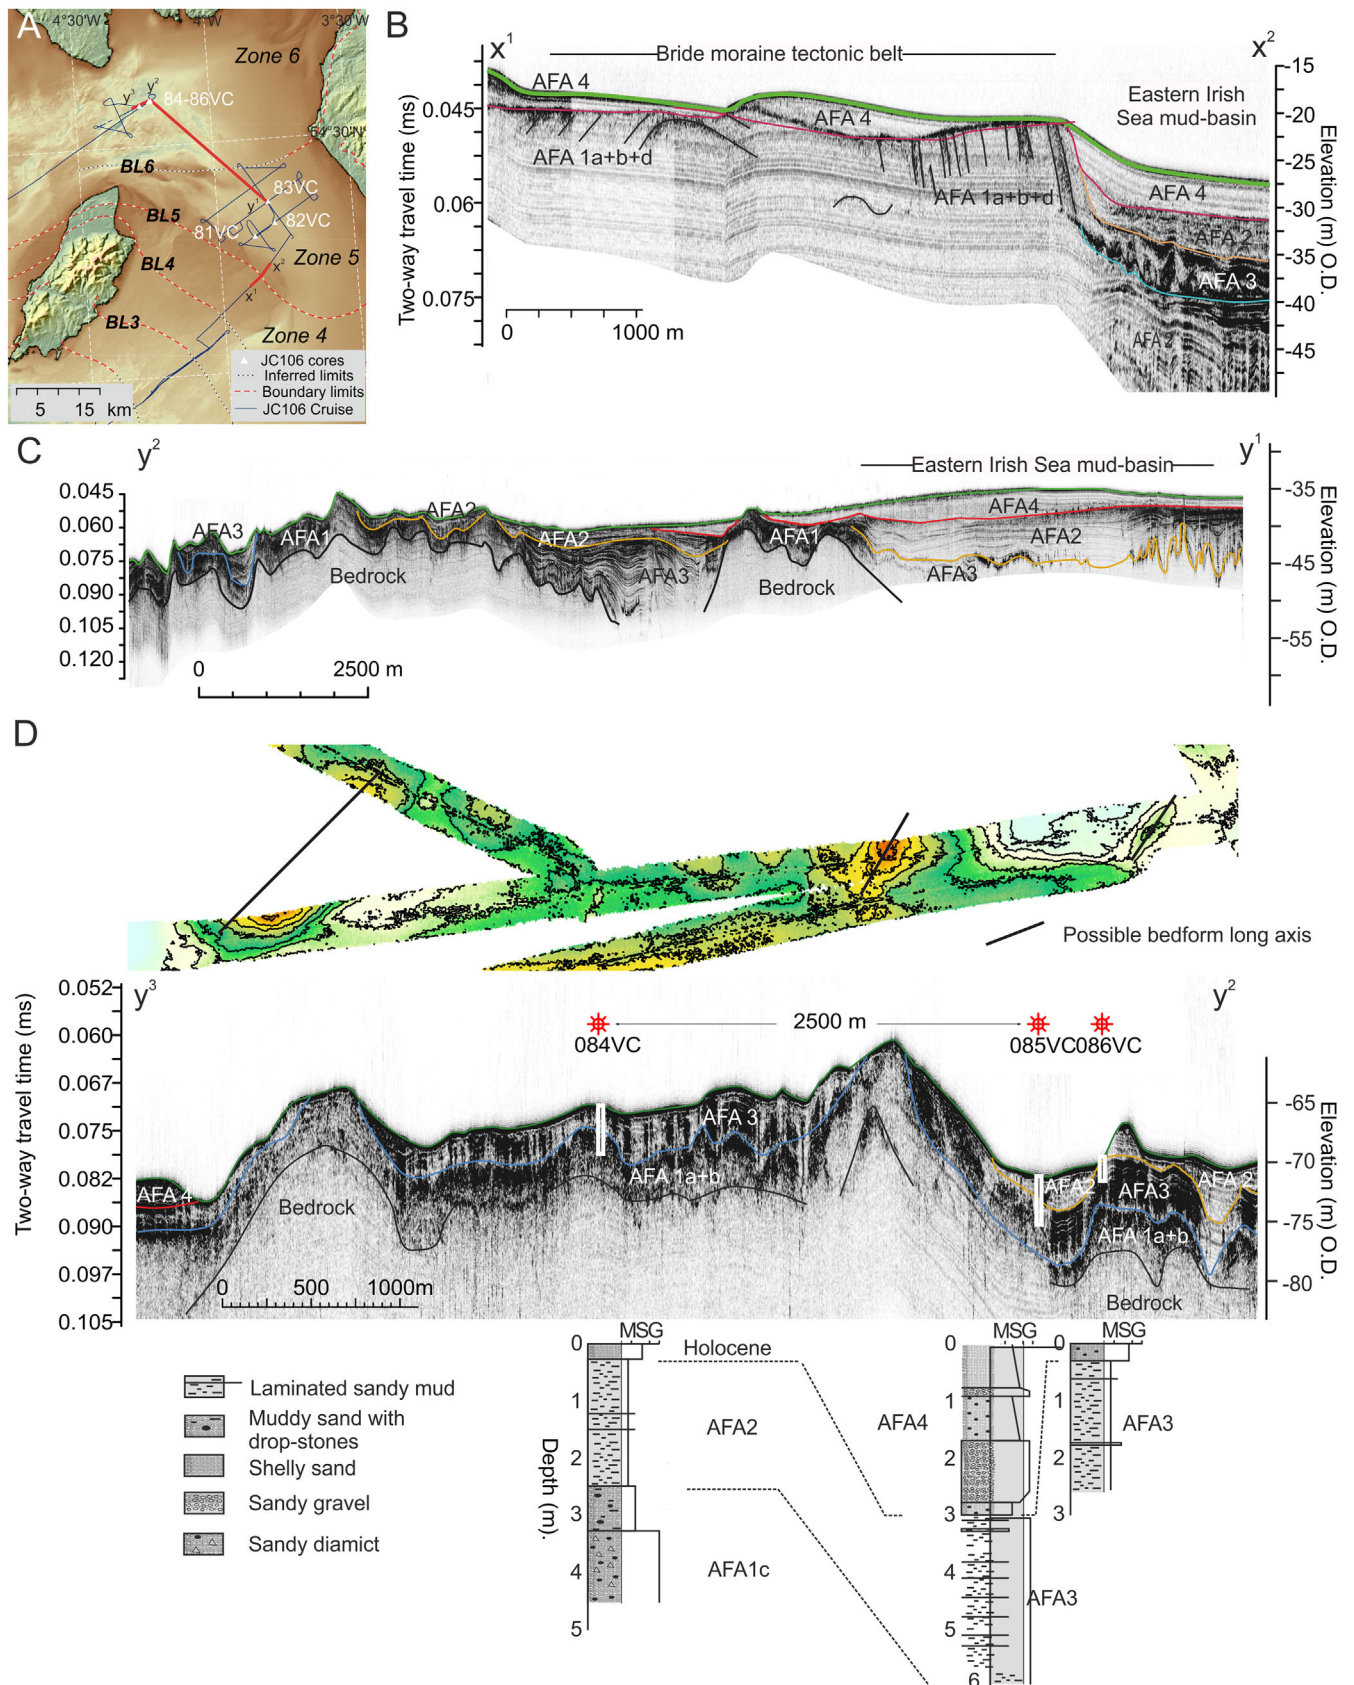 A
4°30'W
4°W
3°30'W
Zone 6
y³
y²
84-86VC
54°30'N
BL6
83VC
y¹
BL5
81VC
82VC
BL4
Zone 5
x²
x¹
BL3
Zone 4
JC106 cores
Inferred limits
Boundary limits
JC106 Cruise
5 15 km
B
x¹
Bride moraine tectonic belt
x²
-15
AFA 4
Eastern Irish
Sea mud-basin
0.045
-20
AFA 4
AFA 1a+b+d
-25
AFA 1a+b+d
AFA 4
0.06
-30
AFA 2
-35
AFA 3
0.075
-40
0 1000 m
AFA 2
-45
Two-way travel time (ms)
Elevation (m) O.D.
C
y²
Eastern Irish Sea mud-basin
y¹
0.045
-35
AFA2
AFA4
0.060
AFA3
AFA1
AFA2
AFA1
AFA2
0.075
Bedrock
AFA3
Bedrock
AFA3
-45
0.090
0.105
-55
0.120
0 2500 m
Elevation (m) O.D.
D
Possible bedform long axis
0.052
y³
y²
2500 m
0.060
084VC
085VC
086VC
0.067
-65
AFA 3
0.075
-70
AFA 1a+b
0.082
AFA 4
AFA2
AFA3
AFA 2
Bedrock
0.090
-75
AFA 1a+b
0.097
0 500 1000m
-80
Bedrock
0.105
Two-way travel time (ms)
Elevation (m) O.D.
MSG
MSG
MSG
0
Holocene
0
0
Laminated sandy mud
1
1
1
Muddy sand with
drop-stones
AFA2
AFA4
AFA3
Shelly sand
2
2
2
Sandy gravel
3
3
3
Sandy diamict
4
AFA1c
4
AFA3
5
5
6
Depth (m).